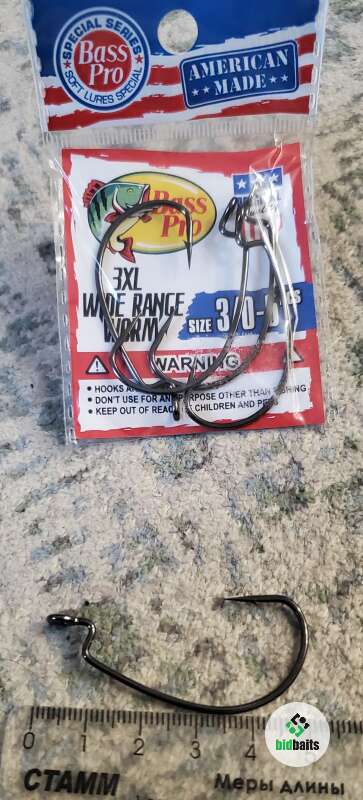 SPECIAL SERIES
Bass
Pro
SOFT LURES SPECIAL
AMERICAN
MADE
Bass
Pro
3XL
WIDE RANGE
WORM
SIZE 3/0-5
WARNING
• HOOKS
• DON'T USE FOR ANY PURPOSE OTHER THAN FISHING
• KEEP OUT OF REACH CHILDREN AND
bidbaits
0 1 2 3 4
СТАММ Меры длины